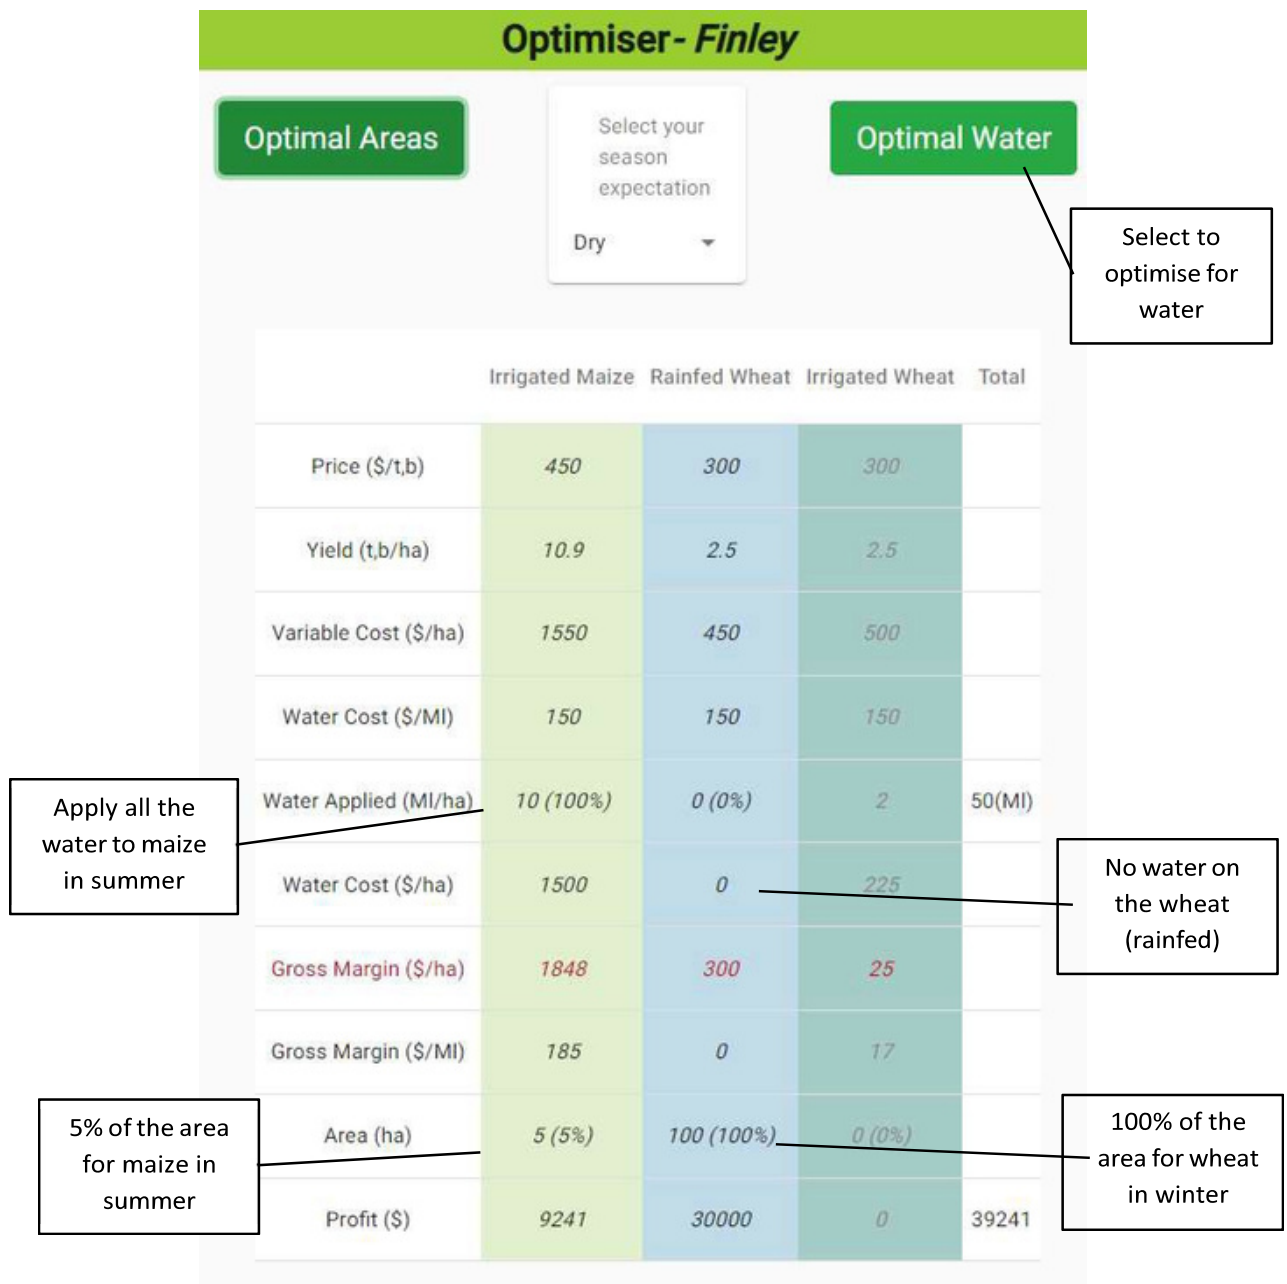 Optimiser- Finley
Optimal Areas
Select your
season
expectation
Dry
Optimal Water
Select to
optimise for
water
Irrigated Maize Rainfed Wheat Irrigated Wheat Total
Price ($/t,b) 450 300 300
Yield (t,b/ha) 10.9 2.5 2.5
Variable Cost ($/ha) 1550 450 500
Water Cost ($/Ml) 150 150 150
Water Applied (Ml/ha) 10 (100%) 0 (0%) 2 50(Ml)
Water Cost ($/ha) 1500 0 225
Gross Margin ($/ha) 1848 300 25
Gross Margin ($/Ml) 185 0 17
Area (ha) 5 (5%) 100 (100%) 0 (0%)
Profit ($) 9241 30000 0 39241
Apply all the
water to maize
in summer
No water on
the wheat
(rainfed)
5% of the area
for maize in
summer
100% of the
area for wheat
in winter